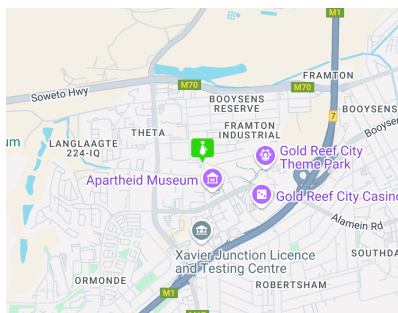 M1
Soweto Hwy
M70
M70
FRAMTON
BOOYSENS
RESERVE
BOOYSENS
7
THETA
FRAMTON
INDUSTRIAL
Booysen
um
LANGLAAGTE
224-IQ
Gold Reef City
Theme Park
Apartheid Museum
Gold Reef City Casino
Alamein Rd
Xavier Junction Licence
and Testing Centre
SOUTHDA
ORMONDE
ROBERTSHAM
M1